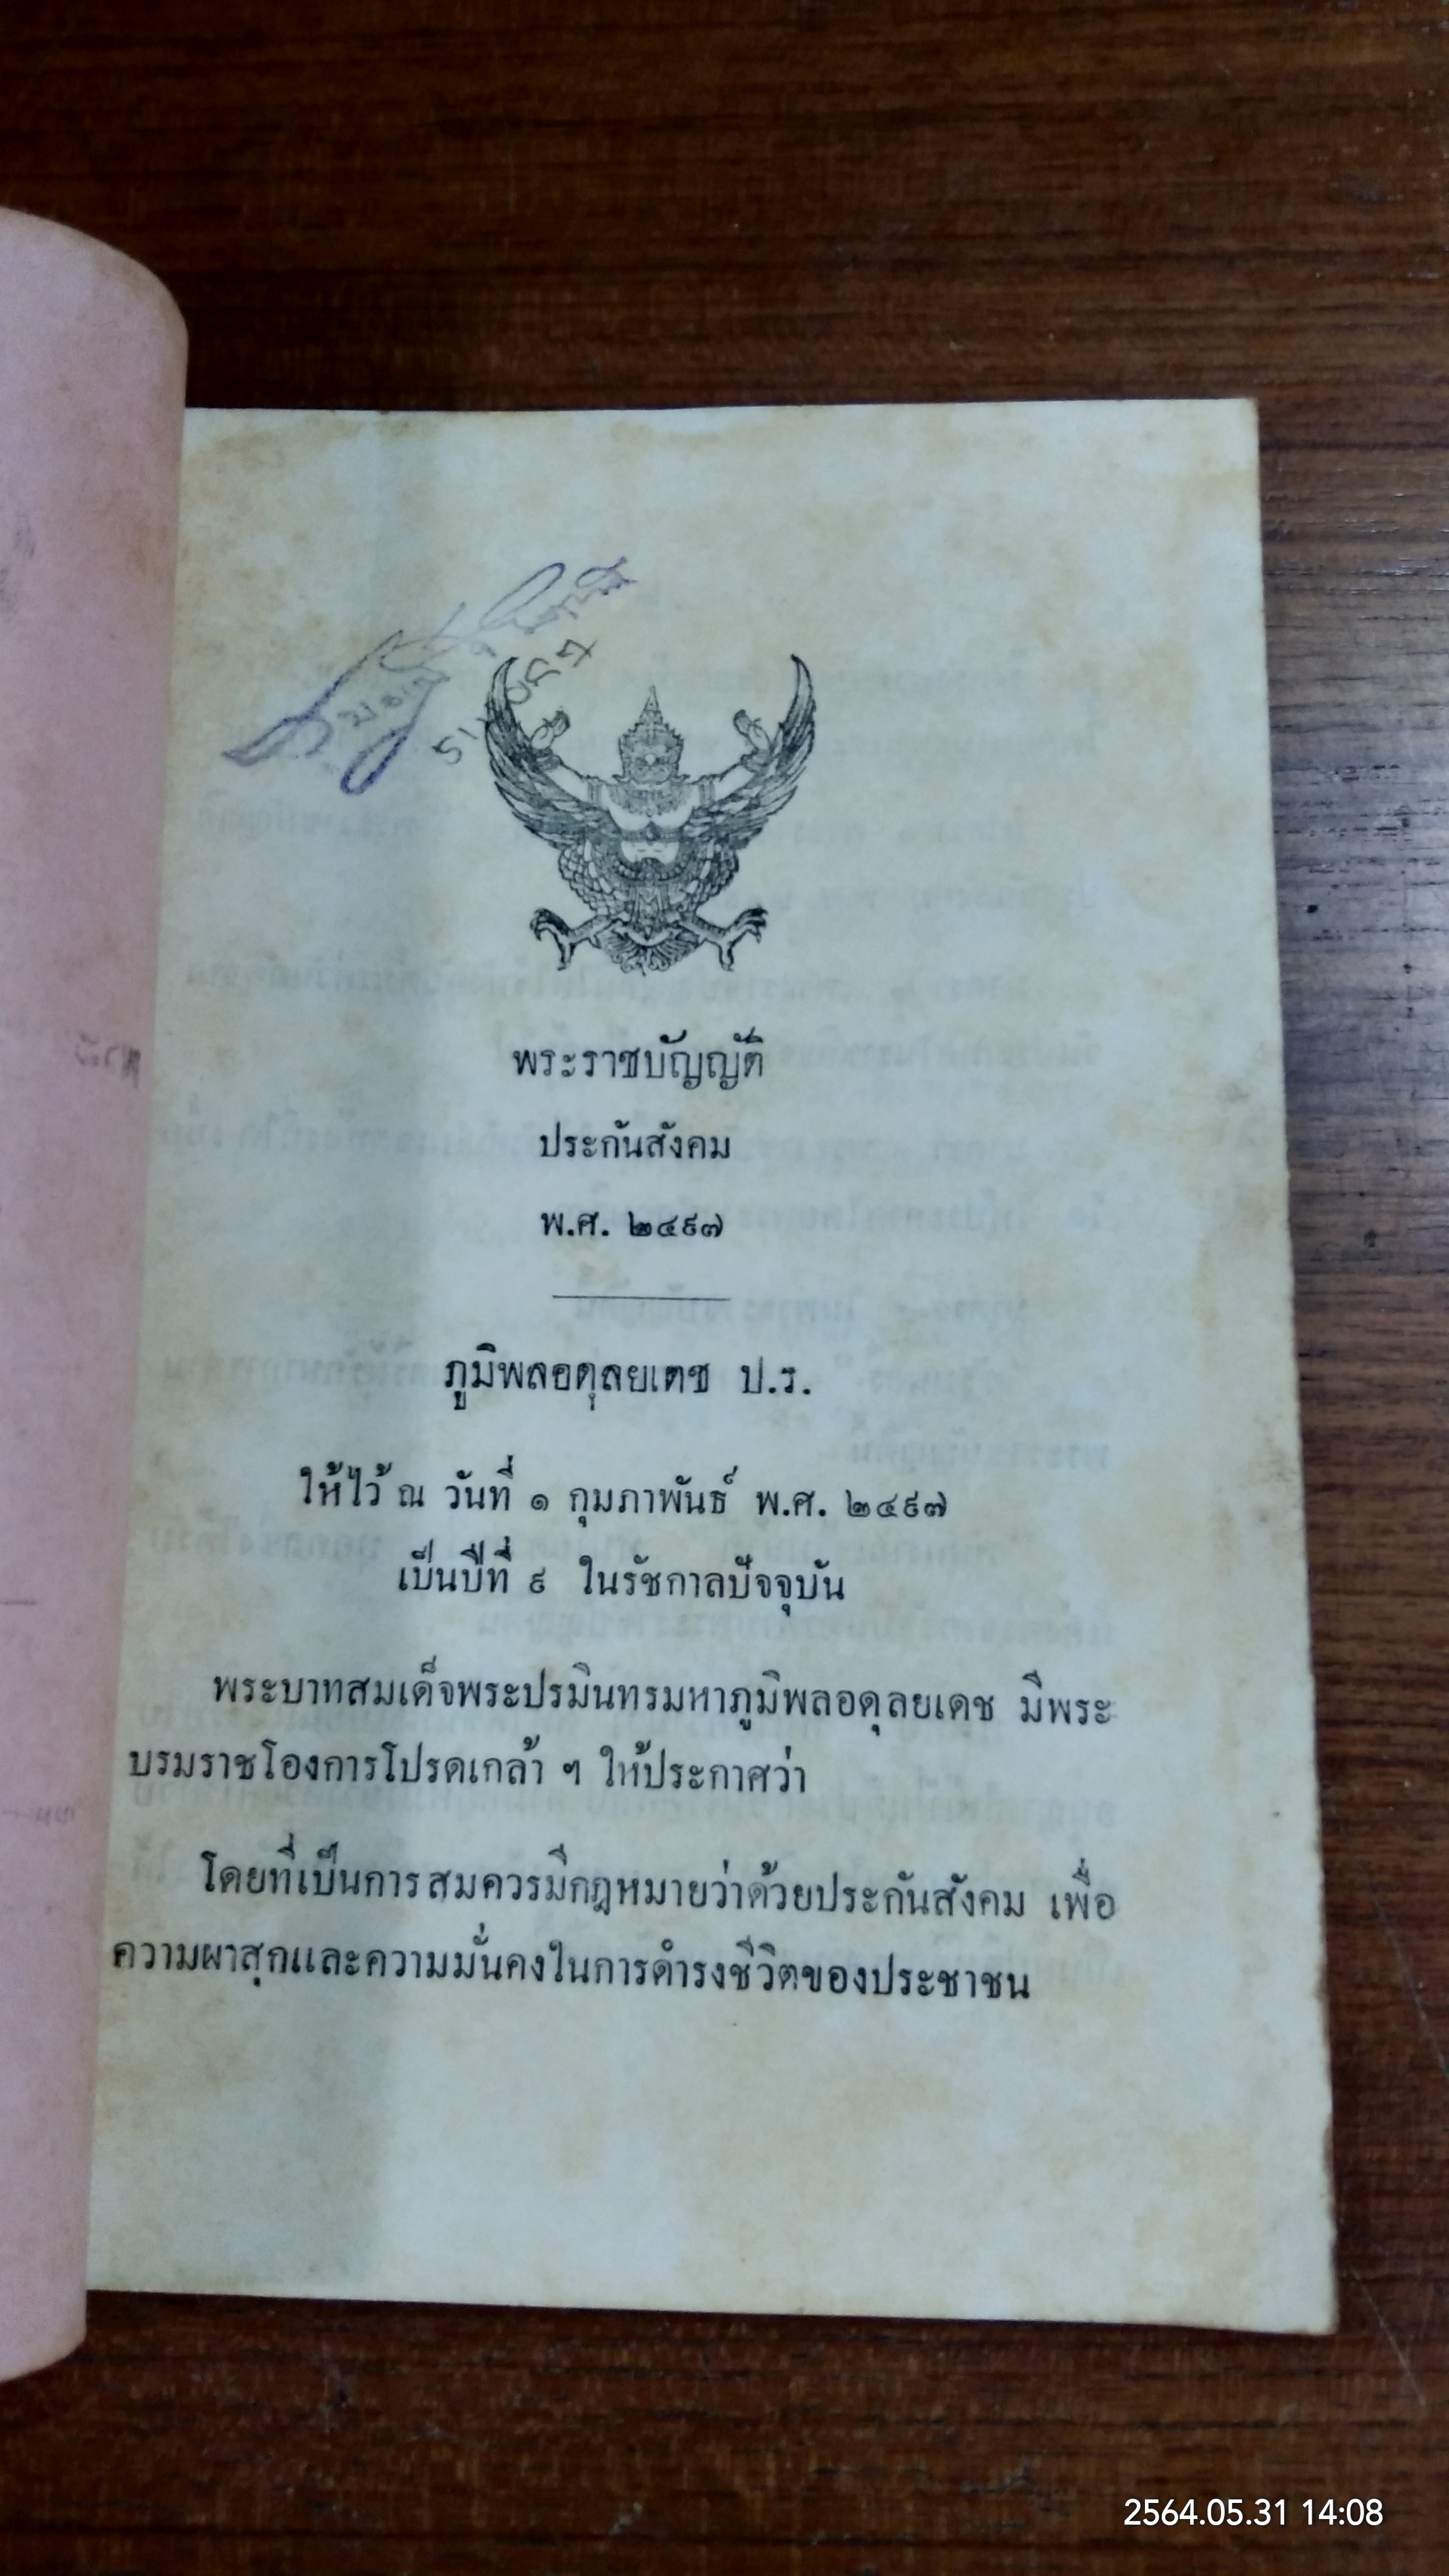 พระราชบัญญัติ
ประกันสังคม
พ.ศ. ๒๔๙๗
ภูมิพลอดุลยเดช ป.ร.
ให้ไว้ ณ วันที่ ๑ กุมภาพันธ์ พ.ศ. ๒๔๙๗
เป็นปีที่ ๙ ในรัชกาลปัจจุบัน
พระบาทสมเด็จพระปรมินทรมหาภูมิพลอดุลยเดช มีพระ
บรมราชโองการโปรดเกล้า ฯ ให้ประกาศว่า
โดยที่เป็นการสมควรมีกฎหมายว่าด้วยประกันสังคม เพื่อ
ความผาสุกและความมั่นคงในการดำรงชีวิตของประชาชน
2564.05.31 14:08